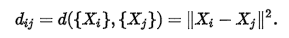 $d_{ij} = d(\{X_i\}, \{X_j\}) = \|X_i - X_j\|^2.$